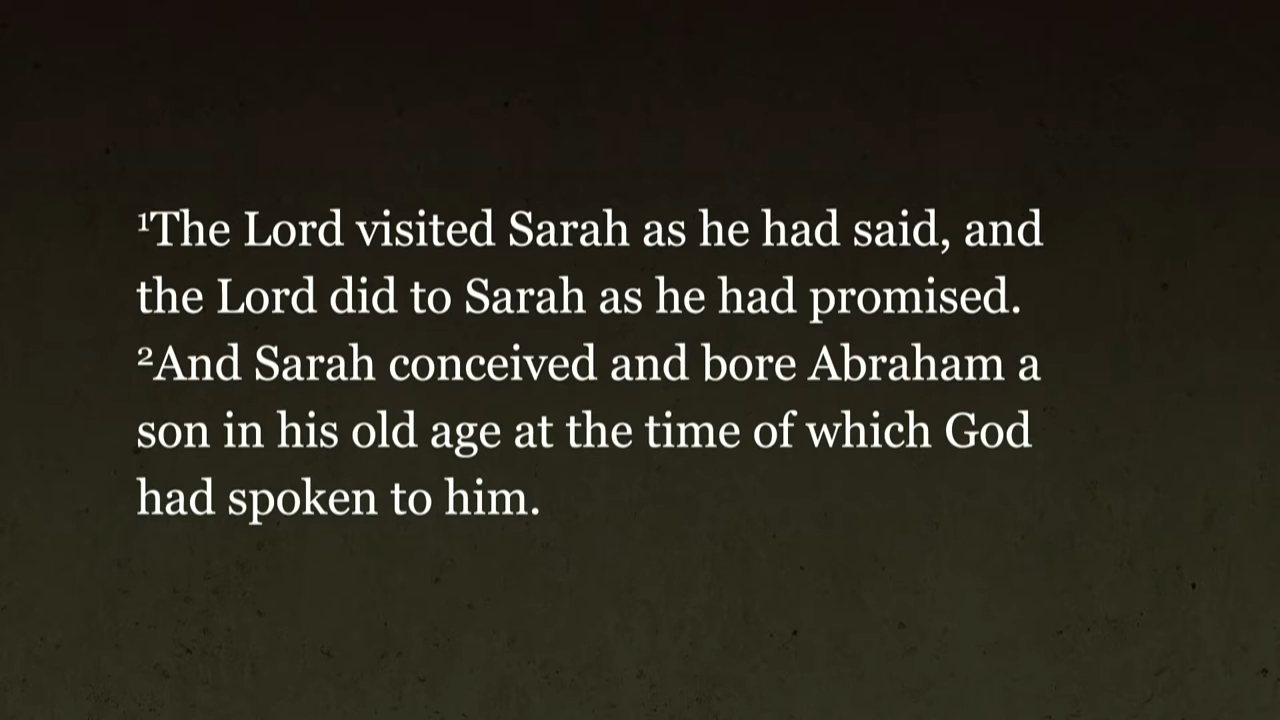 ¹The Lord visited Sarah as he had said, and
the Lord did to Sarah as he had promised.
²And Sarah conceived and bore Abraham a
son in his old age at the time of which God
had spoken to him.